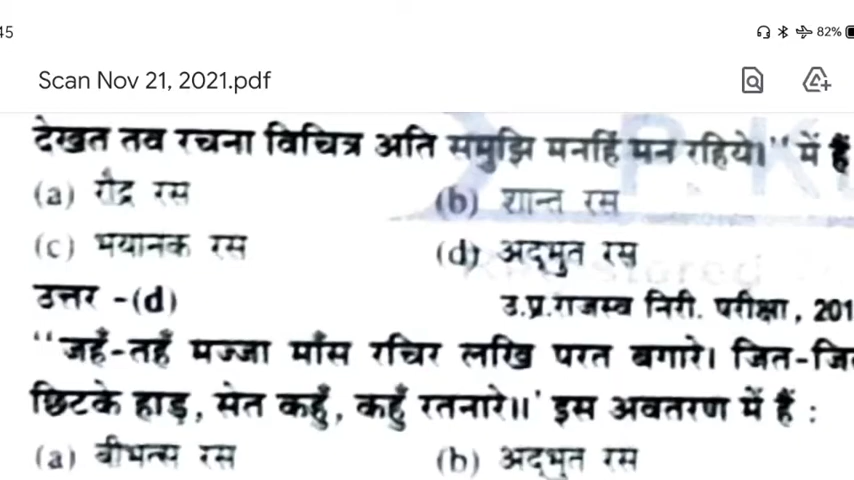 45
82%
Scan Nov 21, 2021.pdf
देखत तव रचना विचित्र अति समुझि मनहिं मन रहिये।'' में हैं
(a) रौद्र रस (b) शान्त रस
(c) भयानक रस (d) अद्भुत रस
उत्तर -(d) उ.प्र.राजस्व निरी. परीक्षा, 201
''जहँ-तहँ मज्जा माँस रुचिर लखि परत बगारे। जित-जि
छिटके हाड़, सेत कहुँ, कहुँ रतनारे।।' इस अवतरण में हैं :
(a) बीभत्स रस (b) अद्भुत रस